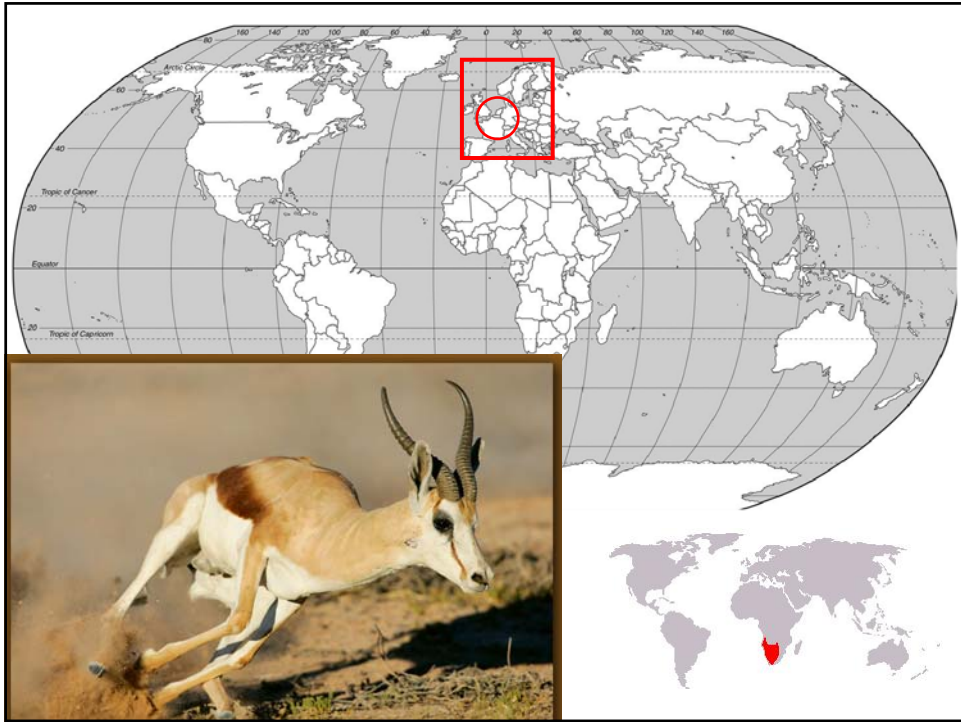 160 140 120 100 80 60 40 20 0 20 40 60 80 100 120 140 160
80
Arctic Circle
60
40
Tropic of Cancer
20
Equator
20
Tropic of Capricorn